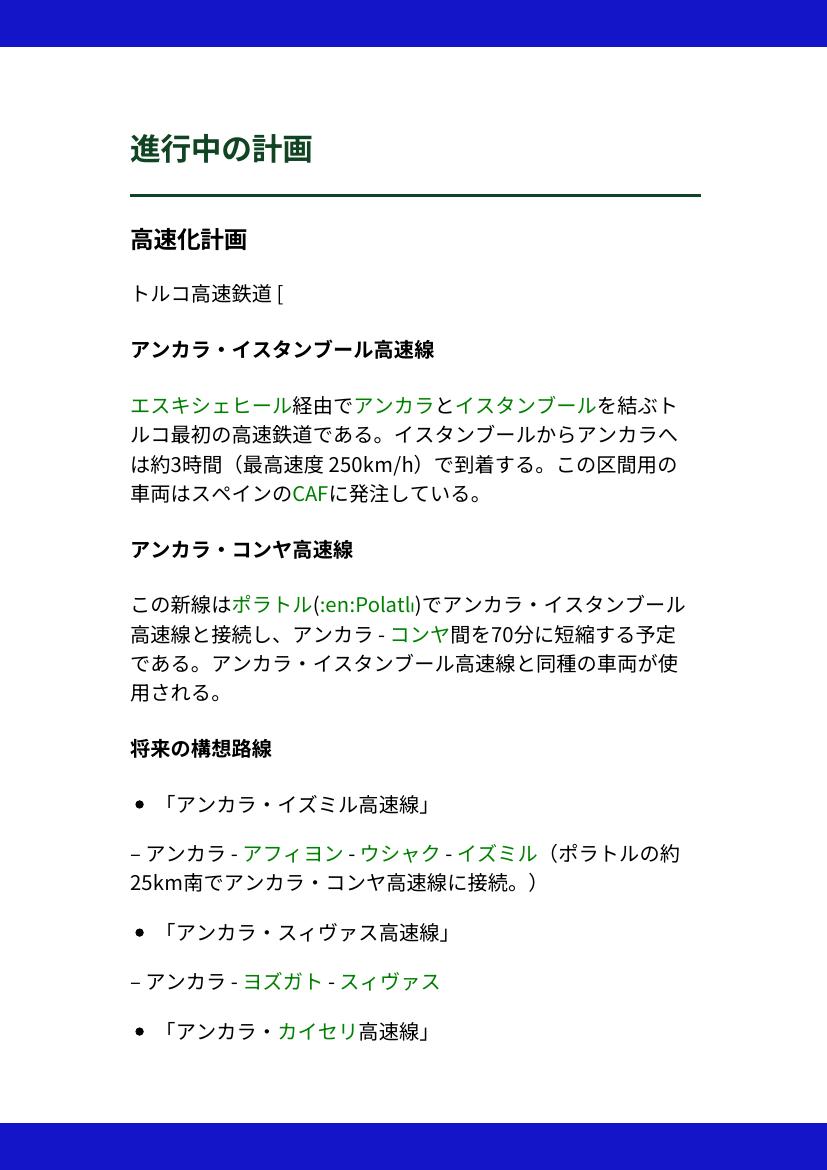 進行中の計画
高速化計画
トルコ高速鉄道 [
アンカラ・イスタンブール高速線
エスキシェヒール経由でアンカラとイスタンブールを結ぶト
ルコ最初の高速鉄道である。イスタンブールからアンカラへ
は約3時間（最高速度 250km/h）で到着する。この区間用の
車両はスペインのCAFに発注している。
アンカラ・コンヤ高速線
この新線はポラトル(:en:Polatlı)でアンカラ・イスタンブール
高速線と接続し、アンカラ - コンヤ間を70分に短縮する予定
である。アンカラ・イスタンブール高速線と同種の車両が使
用される。
将来の構想路線
• 「アンカラ・イズミル高速線」
– アンカラ - アフィヨン - ウシャク - イズミル（ポラトルの約
25km南でアンカラ・コンヤ高速線に接続。）
• 「アンカラ・スィヴァス高速線」
– アンカラ - ヨズガト - スィヴァス
• 「アンカラ・カイセリ高速線」